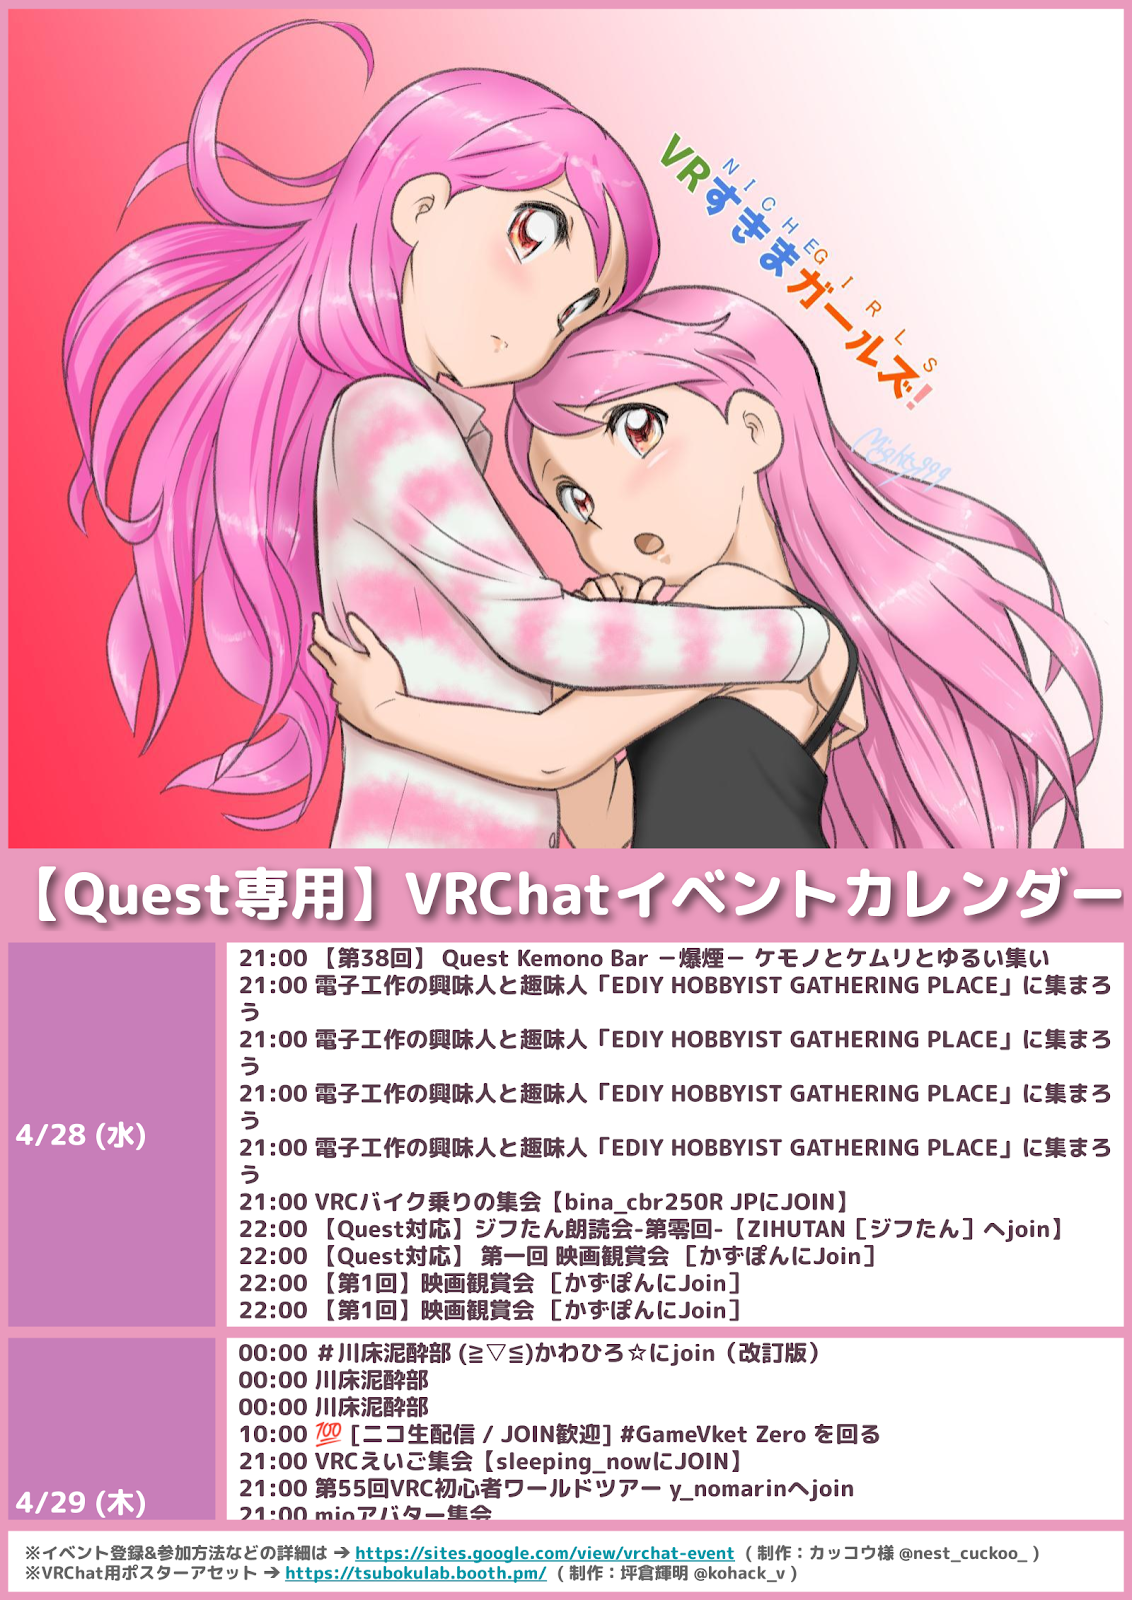 NICHE GIRLS
VRすきまガールズ!
Mighty999
【Quest専用】VRChatイベントカレンダー
4/28 (水)
21:00 【第38回】 Quest Kemono Bar －爆煙－ ケモノとケムリとゆるい集い
21:00 電子工作の興味人と趣味人「EDIY HOBBYIST GATHERING PLACE」に集まろ
う
21:00 電子工作の興味人と趣味人「EDIY HOBBYIST GATHERING PLACE」に集まろ
う
21:00 電子工作の興味人と趣味人「EDIY HOBBYIST GATHERING PLACE」に集まろ
う
21:00 電子工作の興味人と趣味人「EDIY HOBBYIST GATHERING PLACE」に集まろ
う
21:00 VRCバイク乗りの集会【bina_cbr250R JPにJOIN】
22:00 【Quest対応】ジフたん朗読会-第零回-【ZIHUTAN［ジフたん］へjoin】
22:00 【Quest対応】 第一回 映画観賞会 ［かずぽんにJoin］
22:00 【第1回】映画観賞会 ［かずぽんにJoin］
22:00 【第1回】映画観賞会 ［かずぽんにJoin］
4/29 (木)
00:00 ＃川床泥酔部 (≧▽≦)かわひろ☆にjoin（改訂版）
00:00 川床泥酔部
00:00 川床泥酔部
10:00 💯 [ニコ生配信 / JOIN歓迎] #GameVket Zero を回る
21:00 VRCえいご集会【sleeping_nowにJOIN】
21:00 第55回VRC初心者ワールドツアー y_nomarinへjoin
21:00 mioアバター集会
※イベント登録&参加方法などの詳細は → https://sites.google.com/view/vrchat-event ( 制作：カッコウ様 @nest_cuckoo_ )
※VRChat用ポスターアセット → https://tsubokulab.booth.pm/ ( 制作：坪倉輝明 @kohack_v )